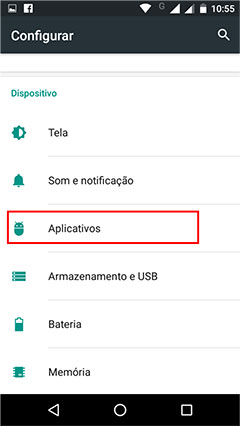 10:55
Configurar
Dispositivo
Tela
Som e notificação
Aplicativos
Armazenamento e USB
Bateria
Memória